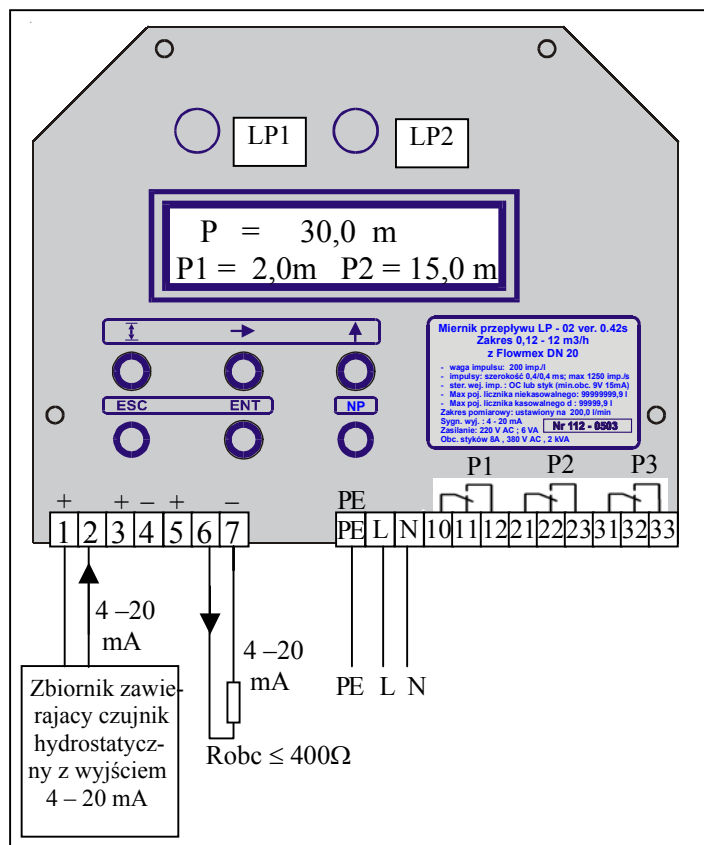 LP1
LP2
P = 30,0 m
P1 = 2,0m P2 = 15,0 m
ESC
ENT
NP
Miernik przepływu LP - 02 ver. 0.42s
Zakres 0,12 - 12 m3/h
z Flowmex DN 20
- waga impulsu: 200 imp./l
- impulsy: szerokość 0,4/0,4 ms; max 1250 imp./s
- ster. wej. imp. : OC lub styk (min.obc. 9V 15mA)
- Max poj. licznika niekasowalnego: 99999999,9 l
- Max poj. licznika kasowalnego d : 99999,9 l
Zakres pomiarowy: ustawiony na 200,0 l/min
Sygn. wyj. : 4 - 20 mA
Zasilanie: 220 V AC ; 6 VA
Nr 112 - 0503
Obc. styków 8A , 380 V AC , 2 kVA
P1
P2
P3
+ + – + –
PE
1 2 3 4 5 6 7
PE L N 10 11 12 21 22 23 31 32 33
4 –20
mA
4 –20
mA
PE L N
Zbiornik zawie-
rajacy czujnik
hydrostatycz-
ny z wyjściem
4 – 20 mA
Robc ≤ 400Ω